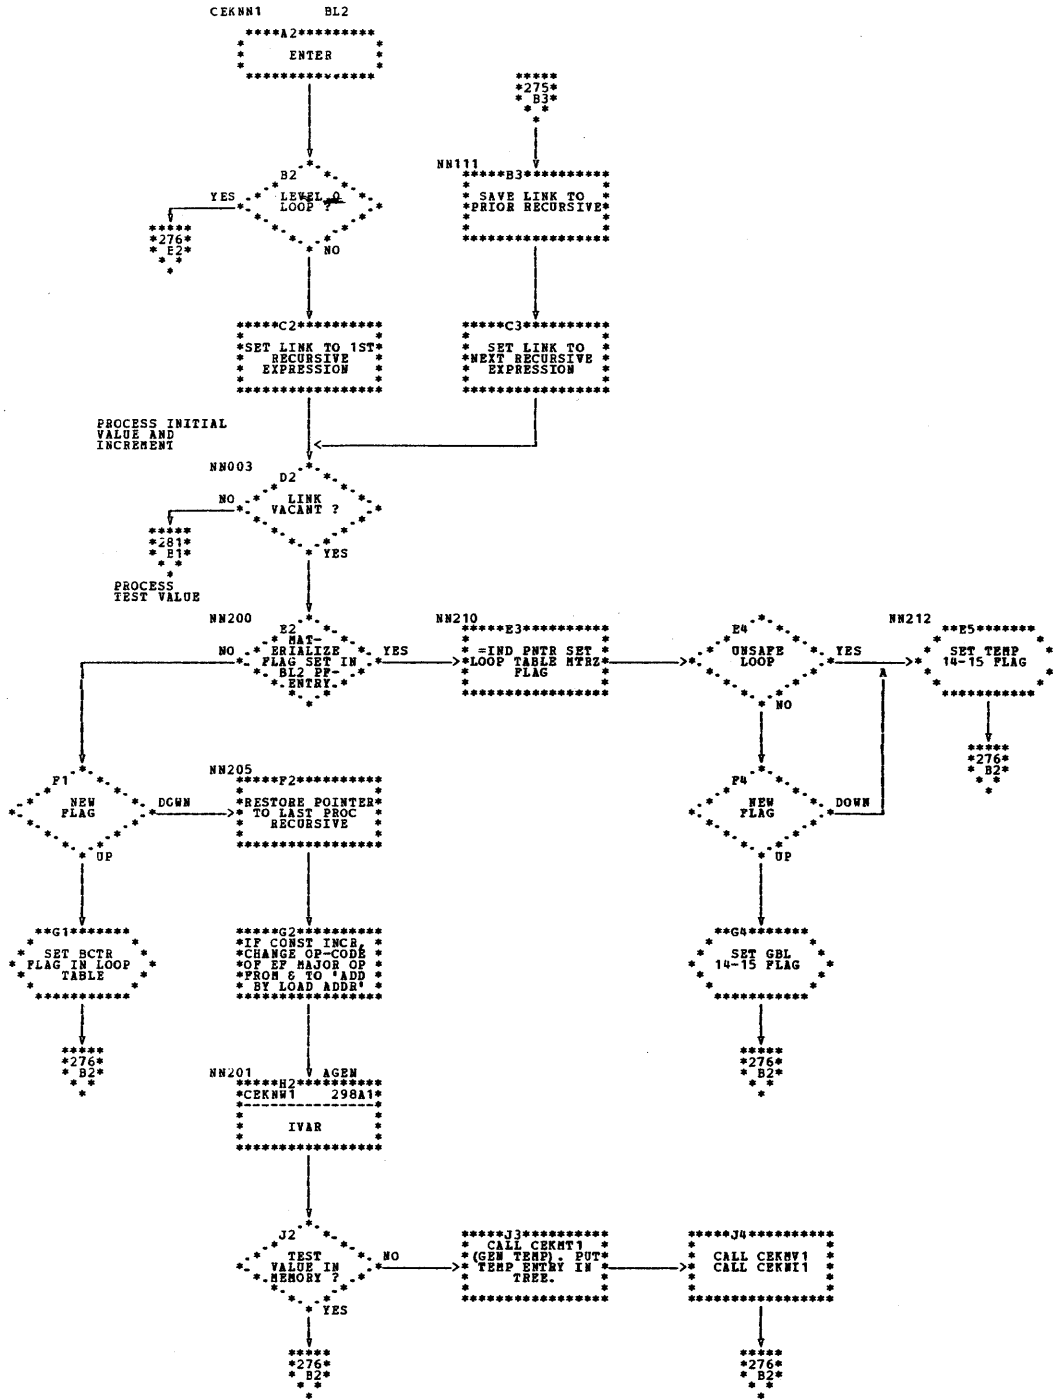 CEKNN1 BL2
A2
ENTER
275
B3
B2
LEVEL 0
LOOP ?
YES
NO
276
E2
NN111
B3
SAVE LINK TO
PRIOR RECURSIVE
C2
SET LINK TO 1ST
RECURSIVE
EXPRESSION
C3
SET LINK TO
NEXT RECURSIVE
EXPRESSION
PROCESS INITIAL
VALUE AND
INCREMENT
NN003
D2
LINK
VACANT ?
NO
YES
281
B1
PROCESS
TEST VALUE
NN200
E2
MAT-
ERIALIZE
FLAG SET IN
BL2 PF-
ENTRY
NO
YES
NN210
E3
=IND PNTR SET
LOOP TABLE MTRZ
FLAG
E4
UNSAFE
LOOP
YES
NO
NN212
E5
SET TEMP
14-15 FLAG
276
B2
F1
NEW
FLAG
DOWN
UP
NN205
F2
RESTORE POINTER
TO LAST PROC
RECURSIVE
F4
NEW
FLAG
DOWN
UP
G1
SET BCTR
FLAG IN LOOP
TABLE
G2
IF CONST INCR,
CHANGE OP-CODE
OF EF MAJOR OP
FROM & TO 'ADD
BY LOAD ADDR'
G4
SET GBL
14-15 FLAG
276
B2
276
B2
NN201
AGEN
H2
CEKNW1 298A1
IVAR
J2
TEST
VALUE IN
MEMORY ?
NO
YES
J3
CALL CEKMT1
(GEN TEMP). PUT
TEMP ENTRY IN
TREE.
J4
CALL CEKMV1
CALL CEKNI1
276
B2
276
B2